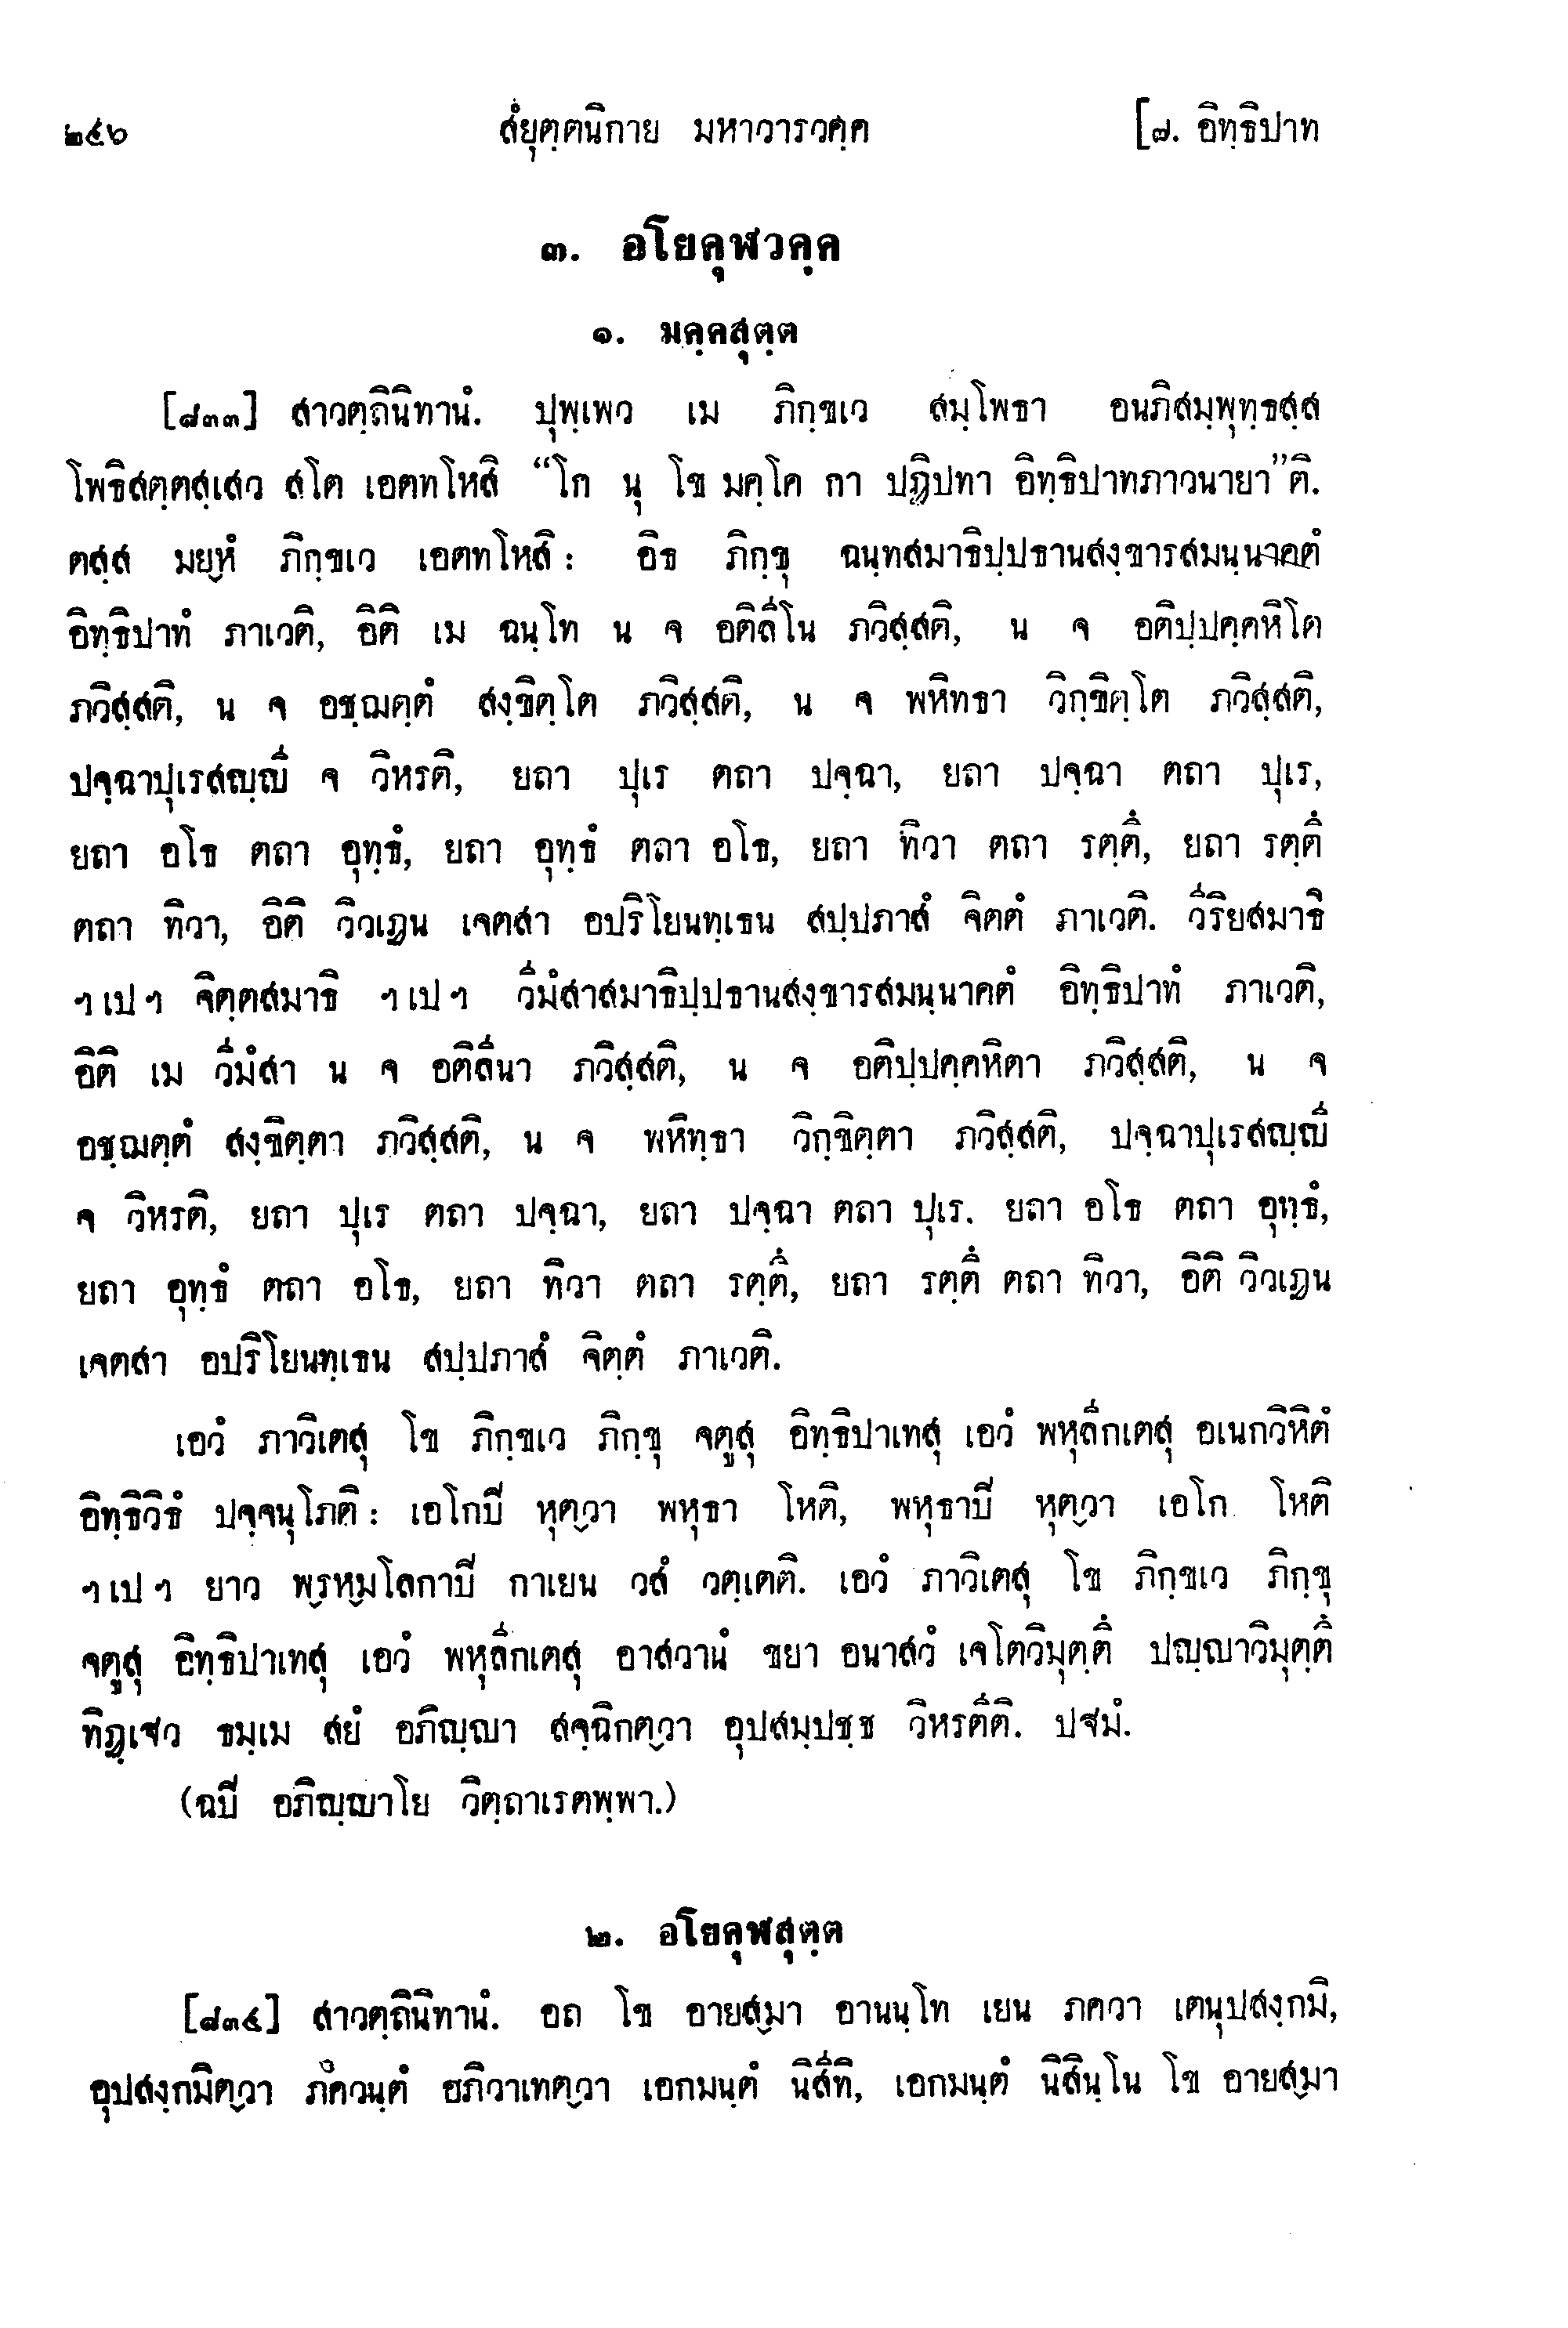 ๒๕๖ สํยุตฺตนิกาย มหาวารวคฺค [๗. อิทฺธิปาท
๓. อโยคุฬวคฺค
๑. มคฺคสุตฺต
[๘๓๓] สาวตฺถินิทานํ. ปุพฺเพว เม ภิกฺขเว สมฺโพธา อนภิสมฺพุทฺธสฺส
โพธิสตฺตสฺเสว สโต เอตทโหสิ “โก นุ โข มคฺโค กา ปฏิปทา อิทฺธิปาทภาวนายา”ติ.
ตสฺส มยฺหํ ภิกฺขเว เอตทโหสิ: อิธ ภิกฺขุ ฉนฺทสมาธิปฺปธานสงฺขารสมนฺนาคตํ
อิทฺธิปาทํ ภาเวติ, อิติ เม ฉนฺโท น จ อติลีโน ภวิสฺสติ, น จ อติปฺปคฺคหิโต
ภวิสฺสติ, น จ อชฺฌตฺตํ สงฺขิตฺโต ภวิสฺสติ, น จ พหิทธา วิกฺขิตฺโต ภวิสฺสติ,
ปจฺฉาปุเรสญฺญี จ วิหรติ, ยถา ปุเร ตถา ปจฺฉา, ยถา ปจฺฉา ตถา ปุเร,
ยถา อโธ ตถา อุทฺธํ, ยถา อุทฺธํ ตถา อโธ, ยถา ทิวา ตถา รตฺตึ, ยถา รตฺตึ
ตถา ทิวา, อิติ วิวเฏน เจตสา อปริโยนทฺเธน สปฺปภาสํ จิตตํ ภาเวติ. วีริยสมาธิ
ฯเปฯ จิตฺตสมาธิ ฯเปฯ วีมํสาสมาธิปฺปธานสงฺขารสมนฺนาคตํ อิทฺธิปาทํ ภาเวติ,
อิติ เม วีมํสา น จ อติลีนา ภวิสฺสติ, น จ อติปฺปคฺคหิตา ภวิสฺสติ, น จ
อชฺฌตฺตํ สงฺขิตฺตา ภวิสฺสติ, น จ พหิทฺธา วิกฺขิตฺตา ภวิสฺสติ, ปจฺฉาปุเรสญฺญี
จ วิหรติ, ยถา ปุเร ตถา ปจฺฉา, ยถา ปจฺฉา ตถา ปุเร. ยถา อโธ ตถา อุทฺธํ,
ยถา อุทฺธํ ตถา อโธ, ยถา ทิวา ตถา รตฺตึ, ยถา รตฺตึ ตถา ทิวา, อิติ วิวเฏน
เจตสา อปริโยนทฺเธน สปฺปภาสํ จิตฺตํ ภาเวติ.
เอวํ ภาวิเตสุ โข ภิกฺขเว ภิกฺขุ จตูสุ อิทฺธิปาเทสุ เอวํ พหุลีกเตสุ อเนกวิหิตํ
อิทฺธิวิธํ ปจฺจนุโภติ: เอโกปิ หุตฺวา พหุธา โหติ, พหุธาปิ หุตฺวา เอโก โหติ
ฯเปฯ ยาว พฺรหฺมโลกาปิ กาเยน วสํ วตฺเตติ. เอวํ ภาวิเตสุ โข ภิกฺขเว ภิกฺขุ
จตูสุ อิทฺธิปาเทสุ เอวํ พหุลีกเตสุ อาสวานํ ขยา อนาสวํ เจโตวิมุตฺตึ ปญฺญาวิมุตฺตึ
ทิฏฺเฐว ธมฺเม สยํ อภิญฺญา สจฺฉิกตฺวา อุปสมฺปชฺช วิหรตีติ. ปฐมํ.
(ฉปิ อภิญฺญาโย วิตฺถาเรตพฺพา.)
๒. อโยคุฬสุตฺต
[๘๓๔] สาวตฺถินิทานํ. อถ โข อายสฺมา อานนฺโท เยน ภควา เตนุปสงฺกมิ,
อุปสงฺกมิตฺวา ภควนฺตํ อภิวาเทตฺวา เอกมนฺตํ นิสีทิ, เอกมนฺตํ นิสินฺโน โข อายสฺมา